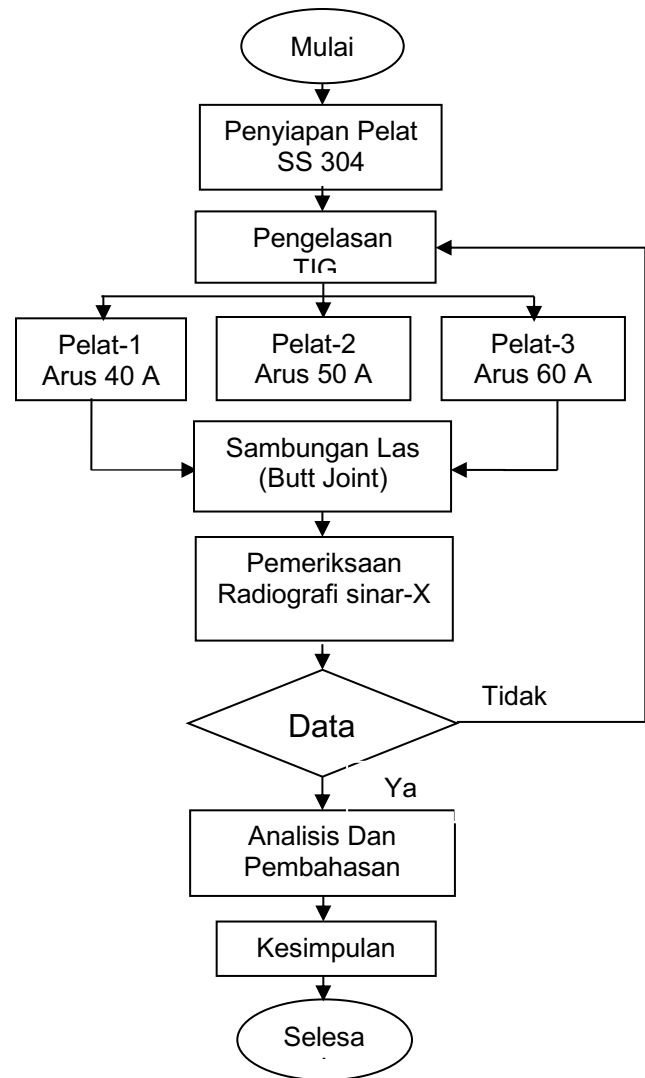 Mulai
Penyiapan Pelat
SS 304
Pengelasan
TIG
Pelat-1
Arus 40 A
Pelat-2
Arus 50 A
Pelat-3
Arus 60 A
Sambungan Las
(Butt Joint)
Pemeriksaan
Radiografi sinar-X
Data
Tidak
Ya
Analisis Dan
Pembahasan
Kesimpulan
Selesa